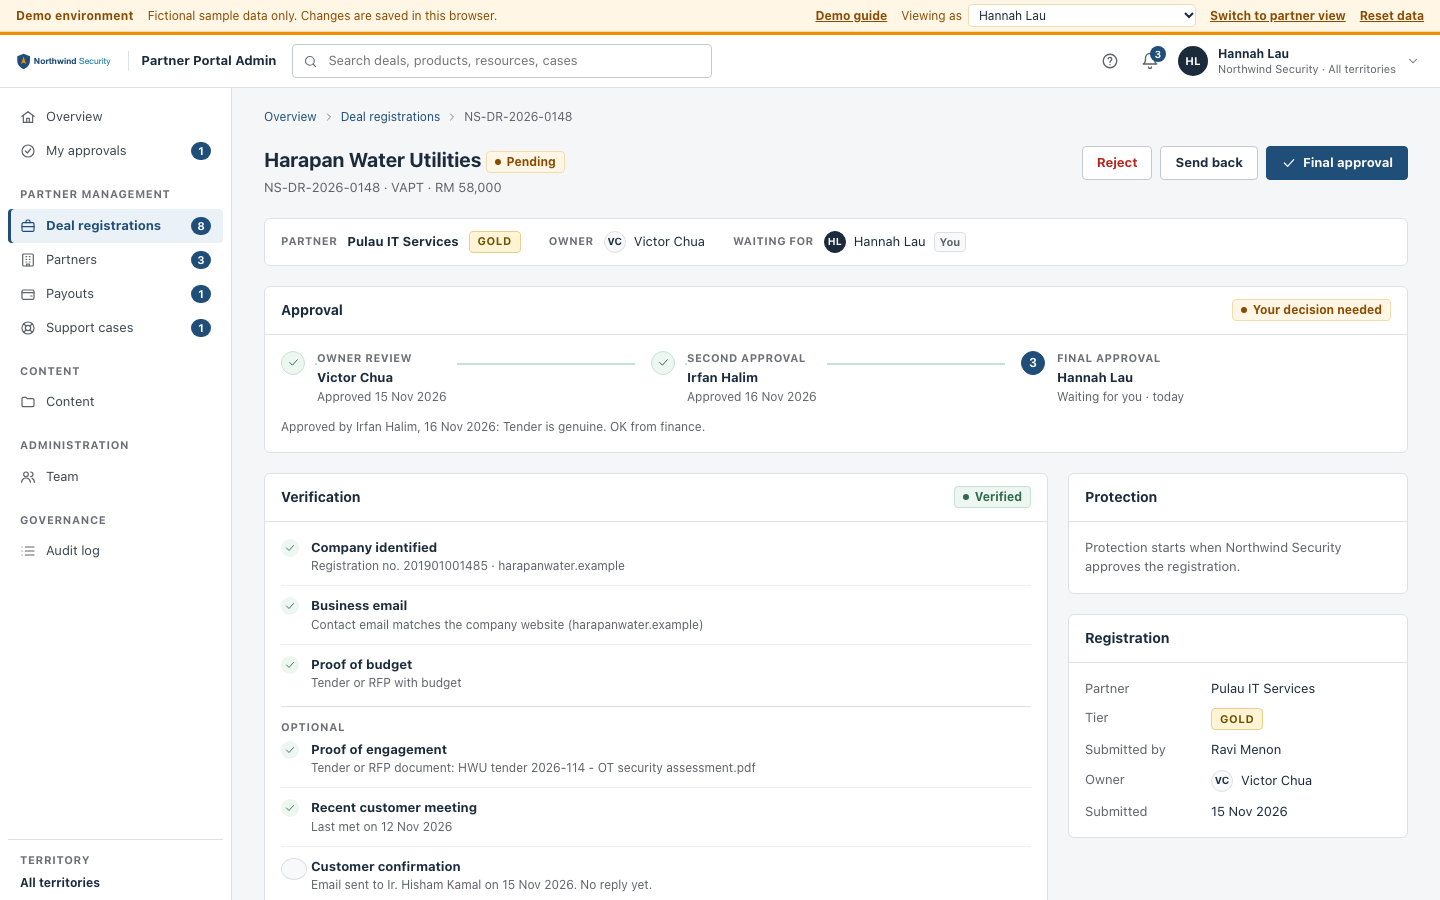 Demo environment Fictional sample data only. Changes are saved in this browser. Demo guide Viewing as Hannah Lau Switch to partner view Reset data
Northwind Security Partner Portal Admin Search deals, products, resources, cases 3 HL Hannah Lau
Northwind Security · All territories
Overview
My approvals 1
PARTNER MANAGEMENT
Deal registrations 8
Partners 3
Payouts 1
Support cases 1
CONTENT
Content
ADMINISTRATION
Team
GOVERNANCE
Audit log
TERRITORY
All territories
Overview Deal registrations NS-DR-2026-0148
Harapan Water Utilities Pending
NS-DR-2026-0148 · VAPT · RM 58,000
Reject Send back Final approval
PARTNER Pulau IT Services GOLD OWNER VC Victor Chua WAITING FOR HL Hannah Lau You
Approval Your decision needed
OWNER REVIEW
Victor Chua
Approved 15 Nov 2026
SECOND APPROVAL
Irfan Halim
Approved 16 Nov 2026
3 FINAL APPROVAL
Hannah Lau
Waiting for you · today
Approved by Irfan Halim, 16 Nov 2026: Tender is genuine. OK from finance.
Verification Verified
Company identified
Registration no. 201901001485 · harapanwater.example
Business email
Contact email matches the company website (harapanwater.example)
Proof of budget
Tender or RFP with budget
OPTIONAL
Proof of engagement
Tender or RFP document: HWU tender 2026-114 - OT security assessment.pdf
Recent customer meeting
Last met on 12 Nov 2026
Customer confirmation
Email sent to Ir. Hisham Kamal on 15 Nov 2026. No reply yet.
Protection
Protection starts when Northwind Security
approves the registration.
Registration
Partner Pulau IT Services
Tier GOLD
Submitted by Ravi Menon
Owner VC Victor Chua
Submitted 15 Nov 2026